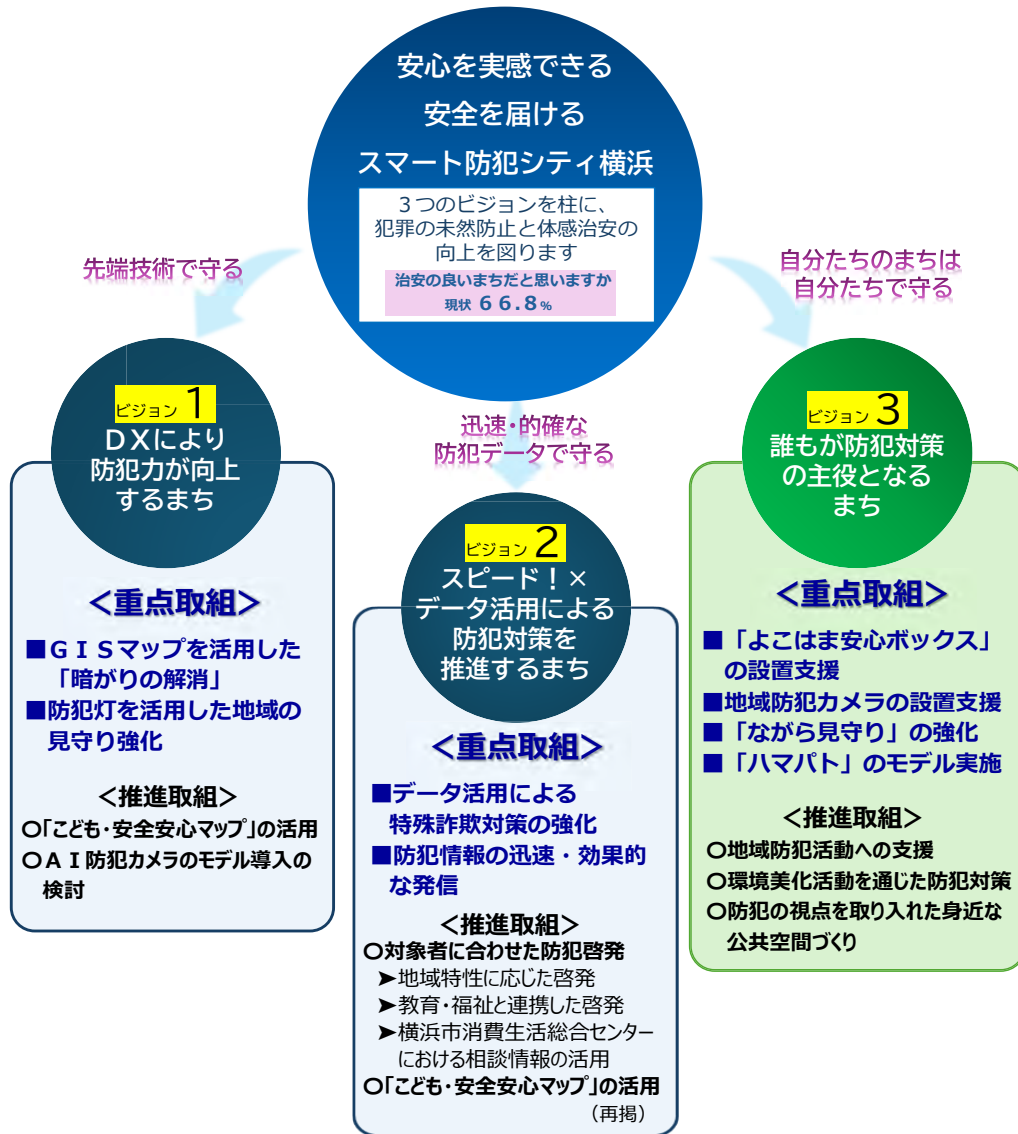 安心を実感できる
安全を届ける
スマート防犯シティ横浜
3つのビジョンを柱に、
犯罪の未然防止と体感治安の
向上を図ります
治安の良いまちだと思いますか
現状 66.8%
先端技術で守る
ビジョン 1
DXにより
防犯力が向上
するまち
<重点取組>
■GISマップを活用した
「暗がりの解消」
■防犯灯を活用した地域の
見守り強化
<推進取組>
○「こども・安全安心マップ」の活用
○AI防犯カメラのモデル導入の
検討
迅速・的確な
防犯データで守る
ビジョン 2
スピード!×
データ活用による
防犯対策を
推進するまち
<重点取組>
■データ活用による
特殊詐欺対策の強化
■防犯情報の迅速・効果的
な発信
<推進取組>
○対象者に合わせた防犯啓発
➤地域特性に応じた啓発
➤教育・福祉と連携した啓発
➤横浜市消費生活総合センター
における相談情報の活用
○「こども・安全安心マップ」の活用
(再掲)
自分たちのまちは
自分たちで守る
ビジョン 3
誰もが防犯対策
の主役となる
まち
<重点取組>
■「よこはま安心ボックス」
の設置支援
■地域防犯カメラの設置支援
■「ながら見守り」の強化
■「ハマパト」のモデル実施
<推進取組>
○地域防犯活動への支援
○環境美化活動を通じた防犯対策
○防犯の視点を取り入れた身近な
公共空間づくり